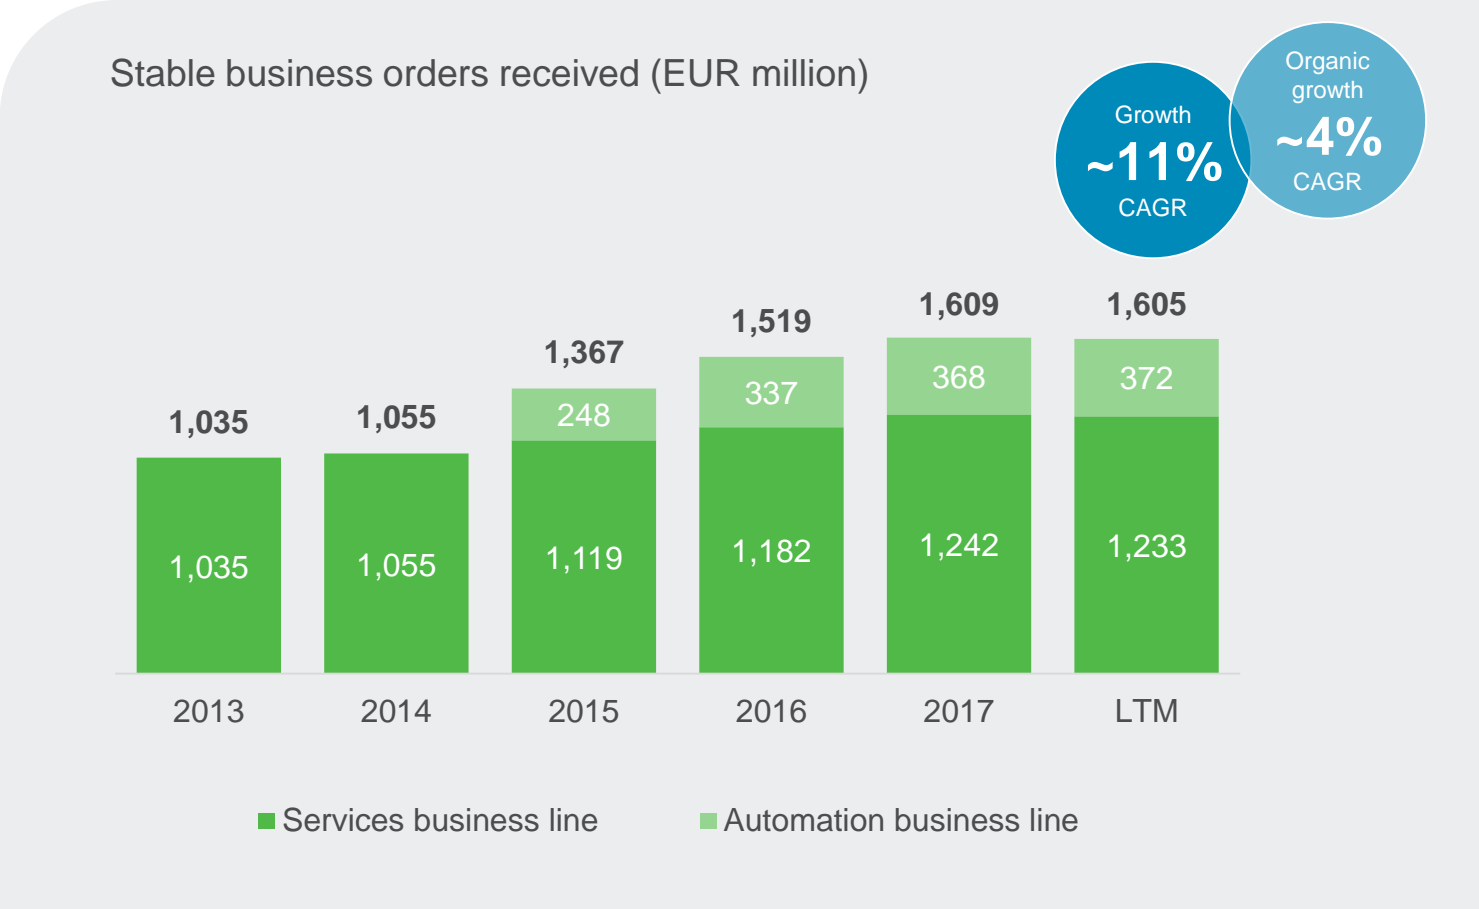 Stable business orders received (EUR million)
Organic
growth
~4%
CAGR
Growth
~11%
CAGR
1,035
1,055
1,367
1,519
1,609
1,605
248
337
368
372
1,035
1,055
1,119
1,182
1,242
1,233
2013
2014
2015
2016
2017
LTM
Services business line
Automation business line